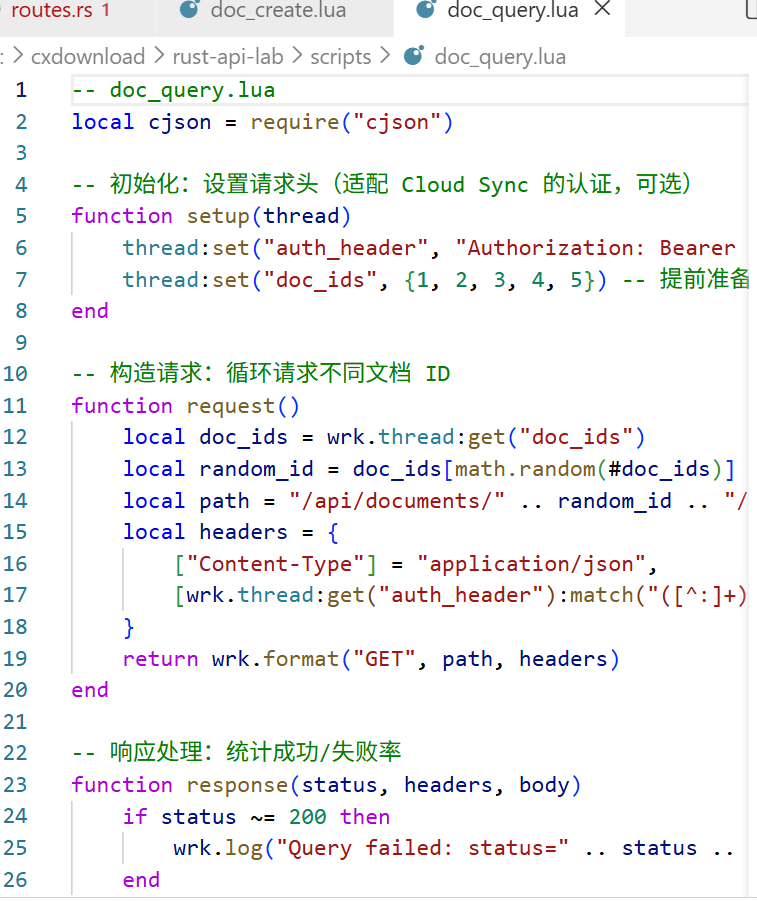 routes.rs 1 doc_create.lua doc_query.lua
: > cxdownload > rust-api-lab > scripts > doc_query.lua
1 -- doc_query.lua
2 local cjson = require("cjson")
3
4 -- 初始化：设置请求头（适配 Cloud Sync 的认证，可选）
5 function setup(thread)
6 thread:set("auth_header", "Authorization: Bearer
7 thread:set("doc_ids", {1, 2, 3, 4, 5}) -- 提前准备
8 end
9
10 -- 构造请求：循环请求不同文档 ID
11 function request()
12 local doc_ids = wrk.thread:get("doc_ids")
13 local random_id = doc_ids[math.random(#doc_ids)]
14 local path = "/api/documents/" .. random_id .. "/
15 local headers = {
16 ["Content-Type"] = "application/json",
17 [wrk.thread:get("auth_header"):match("([^:]+)
18 }
19 return wrk.format("GET", path, headers)
20 end
21
22 -- 响应处理：统计成功/失败率
23 function response(status, headers, body)
24 if status ~= 200 then
25 wrk.log("Query failed: status=" .. status ..
26 end